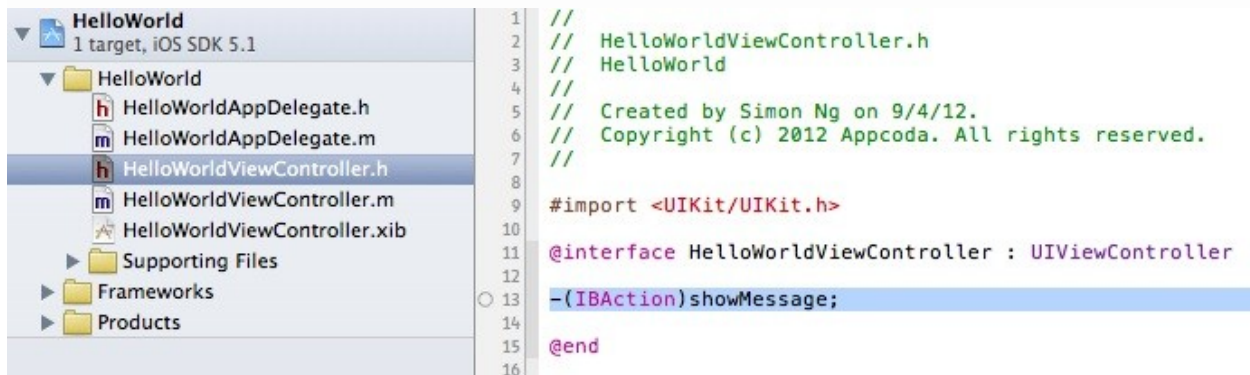 HelloWorld
1 target, iOS SDK 5.1
HelloWorld
HelloWorldAppDelegate.h
HelloWorldAppDelegate.m
HelloWorldViewController.h
HelloWorldViewController.m
HelloWorldViewController.xib
Supporting Files
Frameworks
Products
1 //
2 //  HelloWorldViewController.h
3 //  HelloWorld
4 //
5 //  Created by Simon Ng on 9/4/12.
6 //  Copyright (c) 2012 Appcoda. All rights reserved.
7 //
8
9 #import <UIKit/UIKit.h>
10
11 @interface HelloWorldViewController : UIViewController
12
13 -(IBAction)showMessage;
14
15 @end
16